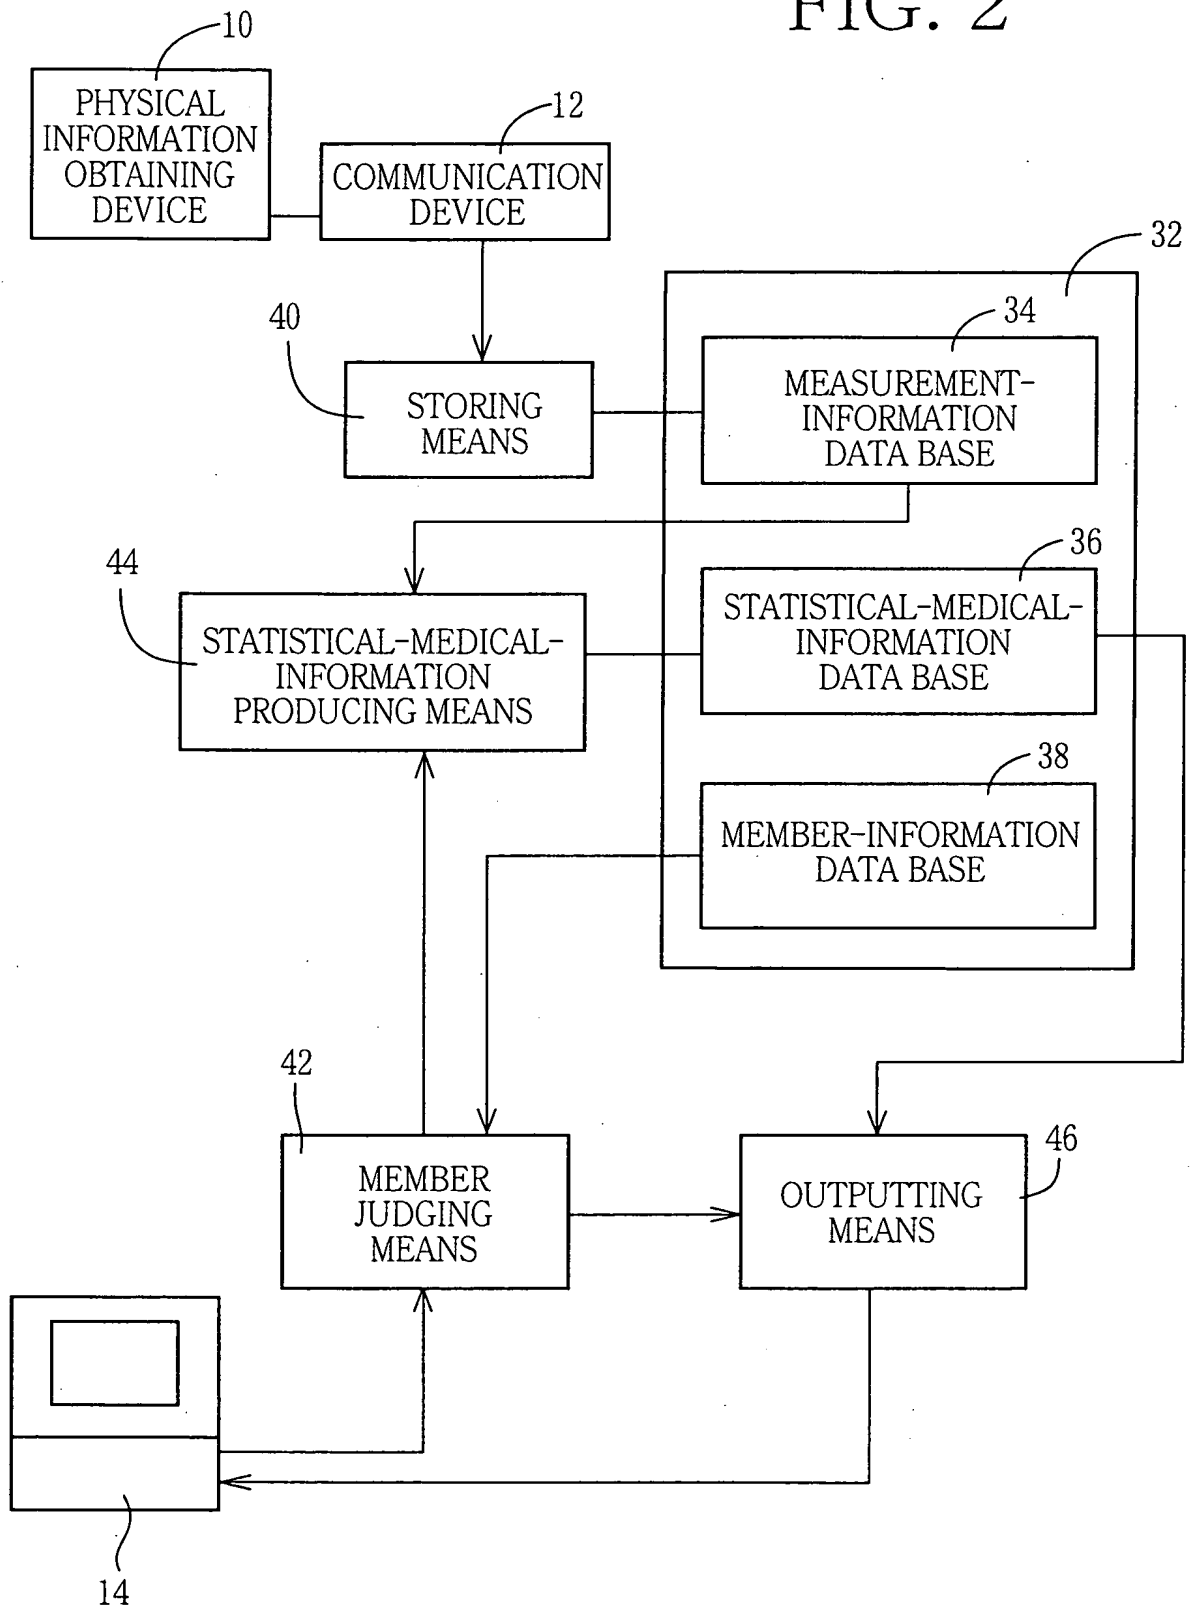 FIG. 2
10
PHYSICAL
INFORMATION
OBTAINING
DEVICE
12
COMMUNICATION
DEVICE
32
40
STORING
MEANS
34
MEASUREMENT-
INFORMATION
DATA BASE
44
STATISTICAL-MEDICAL-
INFORMATION
PRODUCING MEANS
36
STATISTICAL-MEDICAL-
INFORMATION
DATA BASE
38
MEMBER-INFORMATION
DATA BASE
42
MEMBER
JUDGING
MEANS
46
OUTPUTTING
MEANS
14